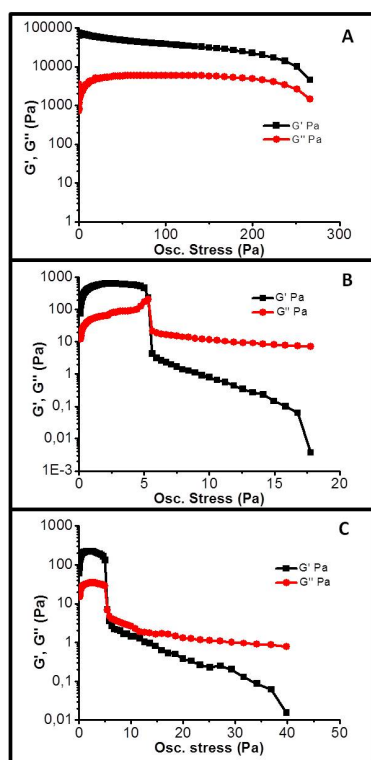 A
100000
10000
1000
100
10
1
G', G'' (Pa)
G' Pa
G'' Pa
0
100
200
300
Osc. Stress (Pa)
B
1000
100
10
1
0,1
0,01
1E-3
G', G'' (Pa)
G' Pa
G'' Pa
0
5
10
15
20
Osc. Stress (Pa)
C
1000
100
10
1
0,1
0,01
G', G'' (Pa)
G' Pa
G'' Pa
0
10
20
30
40
50
Osc. stress (Pa)